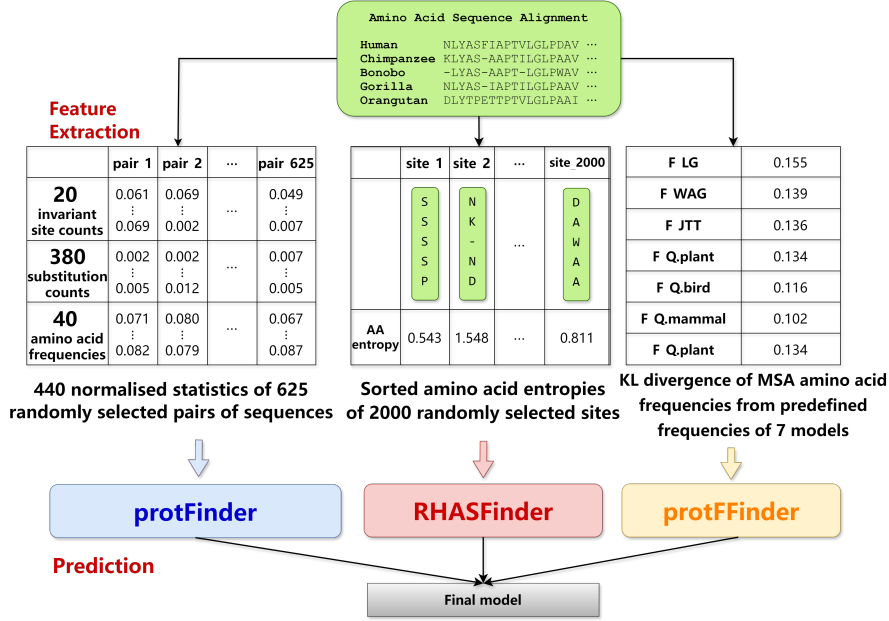 Amino Acid Sequence Alignment
Human NLYASFIAPTVLGLPDAV ⋯
Chimpanzee KLYAS-AAPTILGLPAAV ⋯
Bonobo -LYAS-AAPT-LGLPWAV ⋯
Gorilla NLYAS-IAPTILGPAAV ⋯
Orangutan DLYTPETTPTVLGLPAAI ⋯
Feature
Extraction
pair 1 pair 2 ⋯ pair 625
20
invariant
site counts
0.061 0.069 0.049
⋮ ⋮ ⋯ ⋮
0.069 0.002 0.007
380
substitution
counts
0.002 0.002 0.007
⋮ ⋮ ⋯ ⋮
0.005 0.012 0.005
40
amino acid
frequencies
0.071 0.080 0.067
⋮ ⋮ ⋯ ⋮
0.082 0.079 0.087
440 normalised statistics of 625
randomly selected pairs of sequences
site 1 site 2 ⋯ site_2000
S N D
S K A
S - ⋯ W
S N A
P D A
AA
entropy
0.543 1.548 ⋯ 0.811
Sorted amino acid entropies
of 2000 randomly selected sites
F LG 0.155
F WAG 0.139
F JTT 0.136
F Q.plant 0.134
F Q.bird 0.116
F Q.mammal 0.102
F Q.plant 0.134
KL divergence of MSA amino acid
frequencies from predefined
frequencies of 7 models
protFinder
RHASFinder
protFFinder
Prediction
Final model